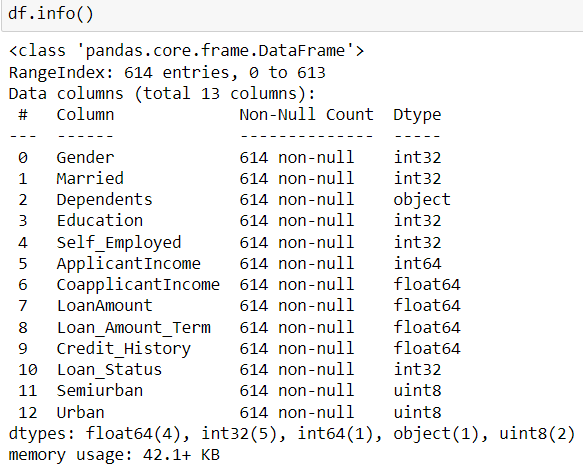 df.info()
<class 'pandas.core.frame.DataFrame'>
RangeIndex: 614 entries, 0 to 613
Data columns (total 13 columns):
 #   Column             Non-Null Count  Dtype
---  ------             --------------  -----
 0   Gender             614 non-null    int32
 1   Married            614 non-null    int32
 2   Dependents         614 non-null    object
 3   Education          614 non-null    int32
 4   Self_Employed      614 non-null    int32
 5   ApplicantIncome    614 non-null    int64
 6   CoapplicantIncome  614 non-null    float64
 7   LoanAmount         614 non-null    float64
 8   Loan_Amount_Term   614 non-null    float64
 9   Credit_History     614 non-null    float64
 10  Loan_Status        614 non-null    int32
 11  Semiurban          614 non-null    uint8
 12  Urban              614 non-null    uint8
dtypes: float64(4), int32(5), int64(1), object(1), uint8(2)
memory usage: 42.1+ KB